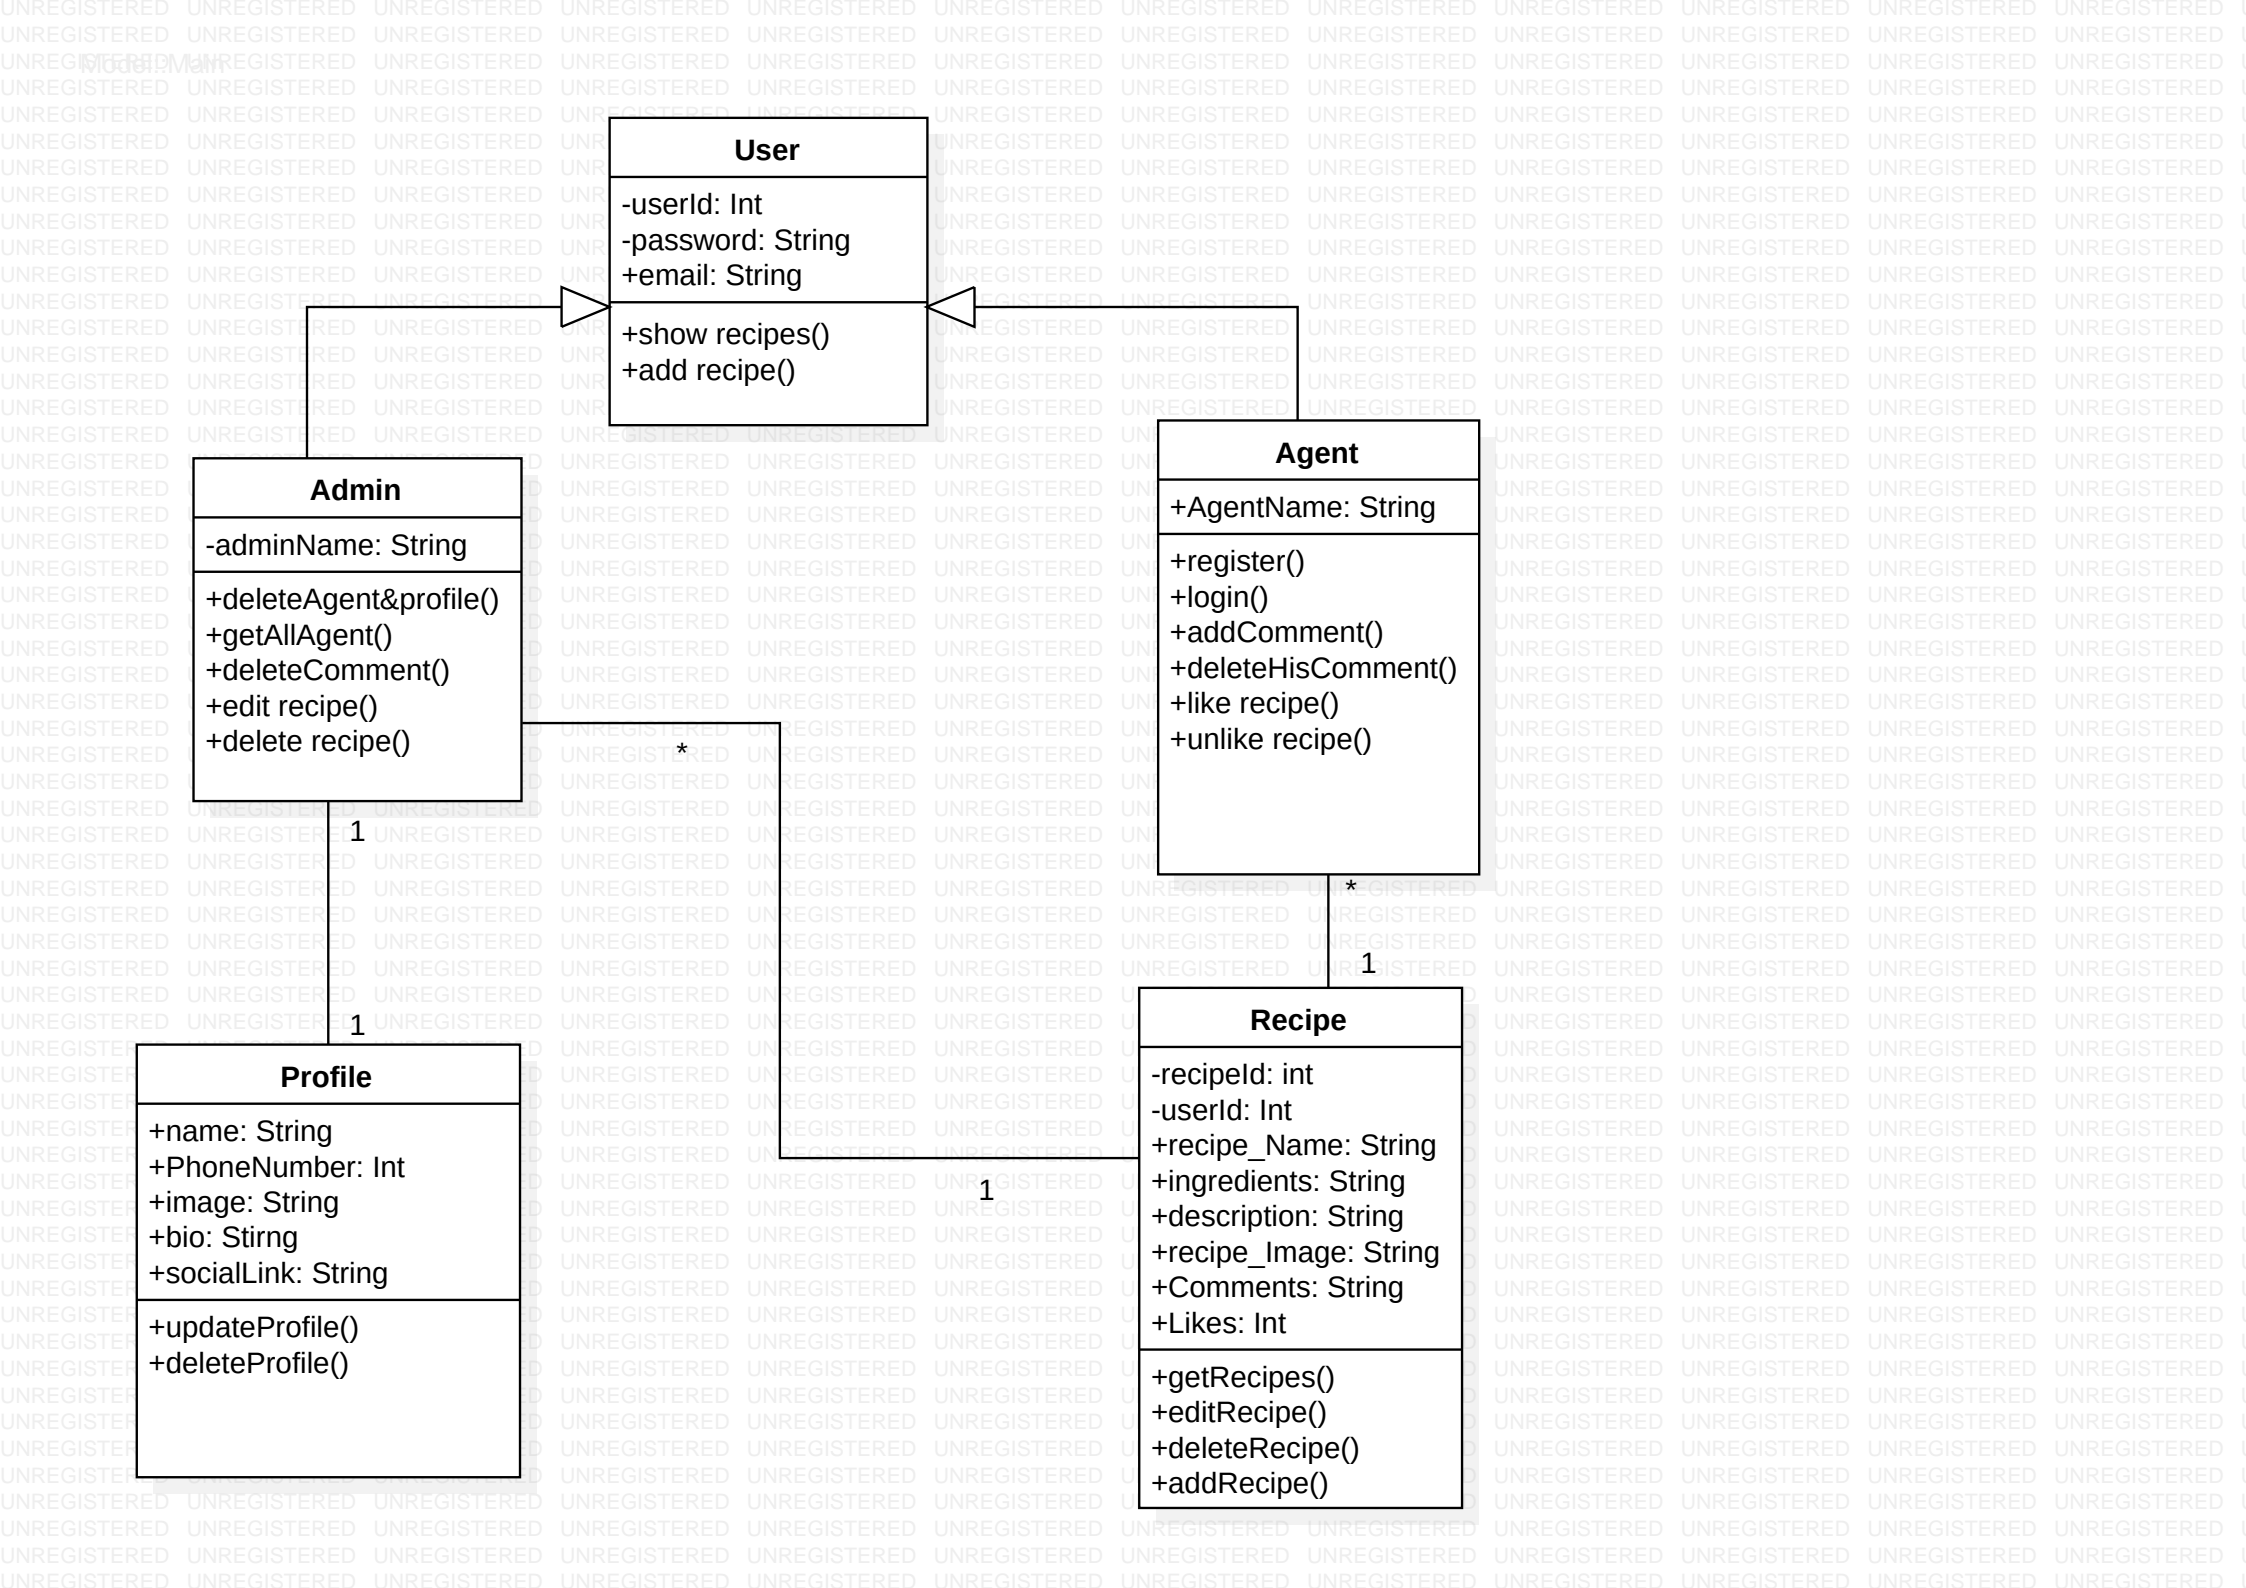 Model::Main
User
-userId: Int
-password: String
+email: String
+show recipes()
+add recipe()
Admin
-adminName: String
+deleteAgent&profile()
+getAllAgent()
+deleteComment()
+edit recipe()
+delete recipe()
Agent
+AgentName: String
+register()
+login()
+addComment()
+deleteHisComment()
+like recipe()
+unlike recipe()
*
1
*
1
1
1
Profile
+name: String
+PhoneNumber: Int
+image: String
+bio: Stirng
+socialLink: String
+updateProfile()
+deleteProfile()
1
Recipe
-recipeId: int
-userId: Int
+recipe_Name: String
+ingredients: String
+description: String
+recipe_Image: String
+Comments: String
+Likes: Int
+getRecipes()
+editRecipe()
+deleteRecipe()
+addRecipe()
UNREGISTERED